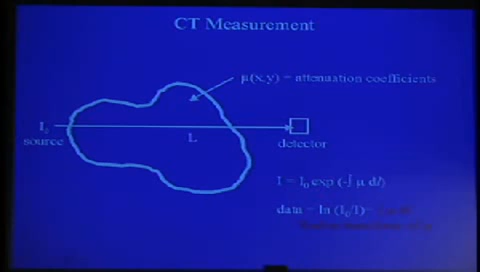 CT Measurement
μ(x,y) = attenuation coefficients
I₀
source
L
detector
I = I₀ exp (-∫ μ dl)
data = ln (I₀/I) =